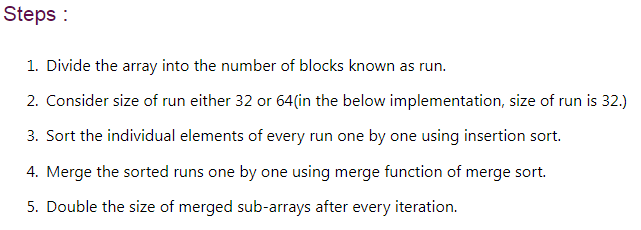 Steps :
1. Divide the array into the number of blocks known as run.
2. Consider size of run either 32 or 64(in the below implementation, size of run is 32.)
3. Sort the individual elements of every run one by one using insertion sort.
4. Merge the sorted runs one by one using merge function of merge sort.
5. Double the size of merged sub-arrays after every iteration.